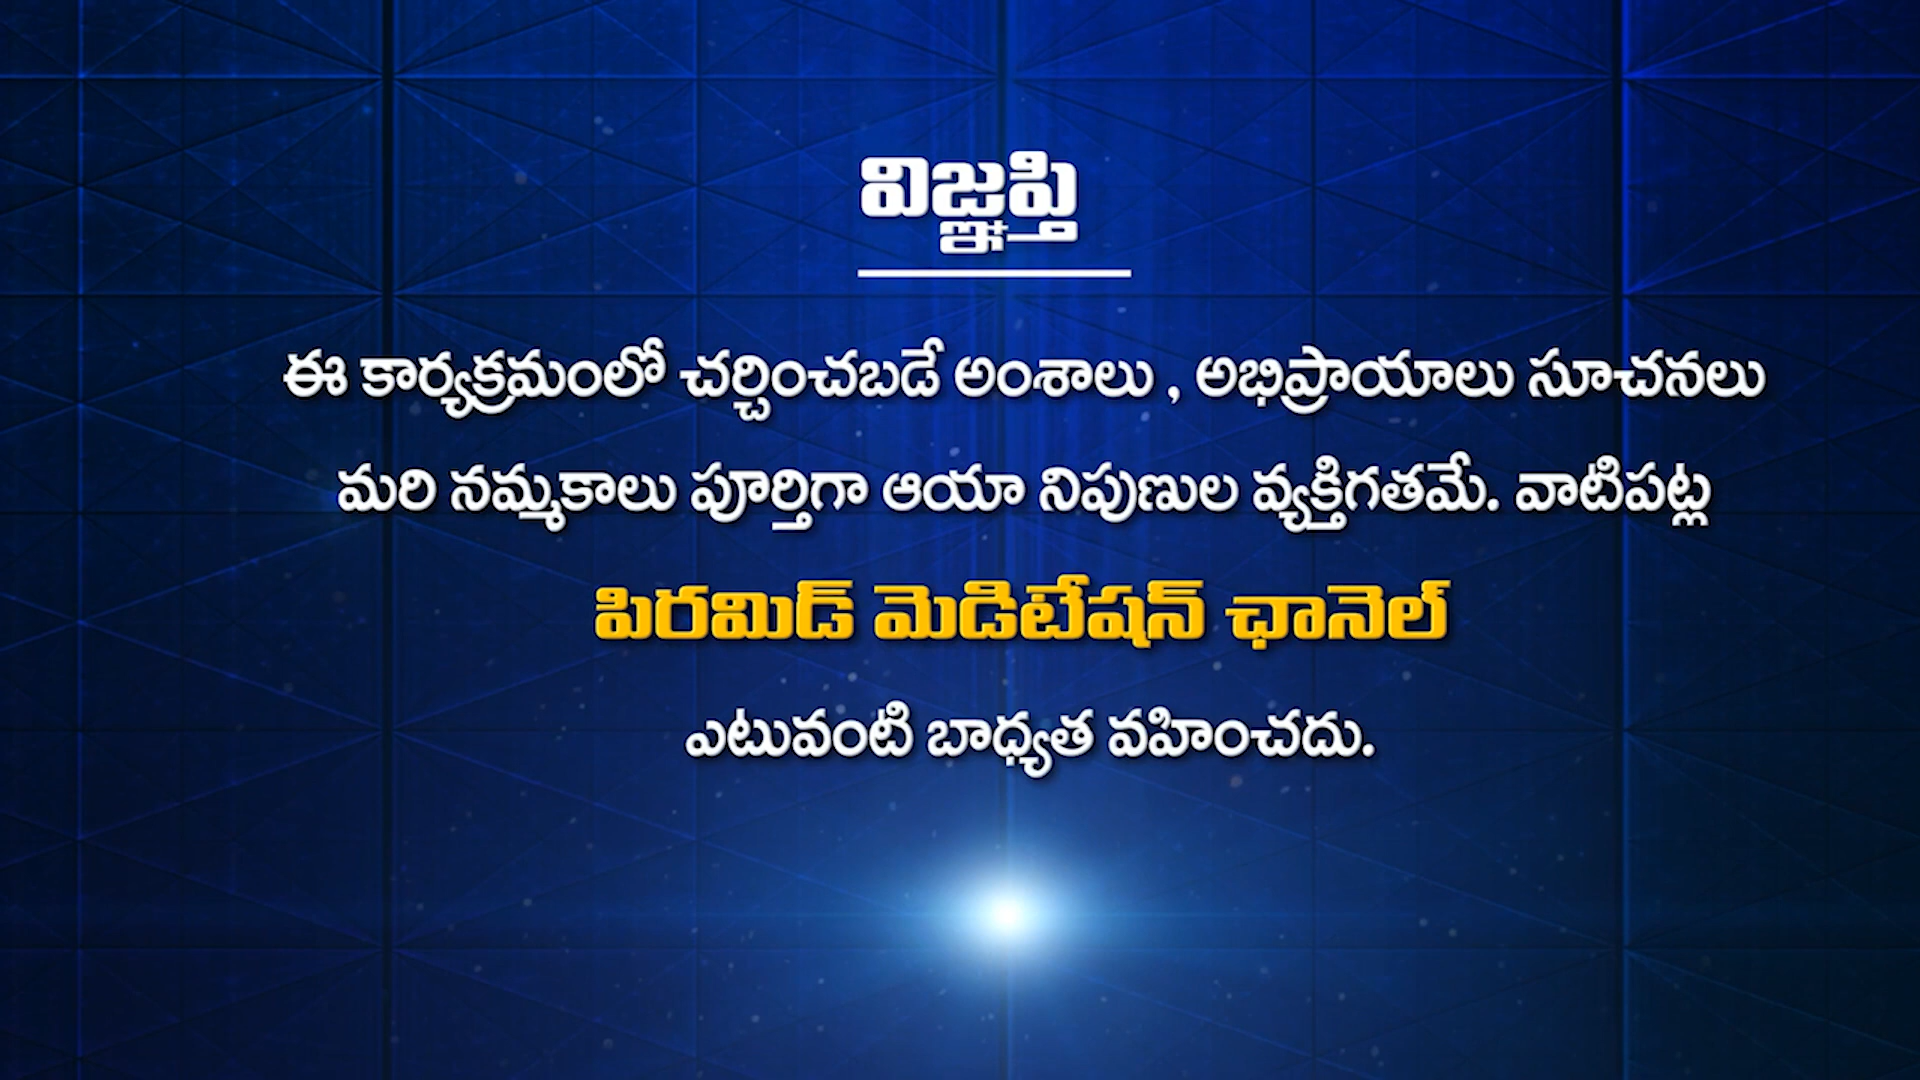 విజ్ఞప్తి
ఈ కార్యక్రమంలో చర్చించబడే అంశాలు , అభిప్రాయాలు సూచనలు
మరి నమ్మకాలు పూర్తిగా ఆయా నిపుణుల వ్యక్తిగతమే. వాటిపట్ల
పిరమిడ్ మెడిటేషన్ ఛానెల్
ఎటువంటి బాధ్యత వహించదు.